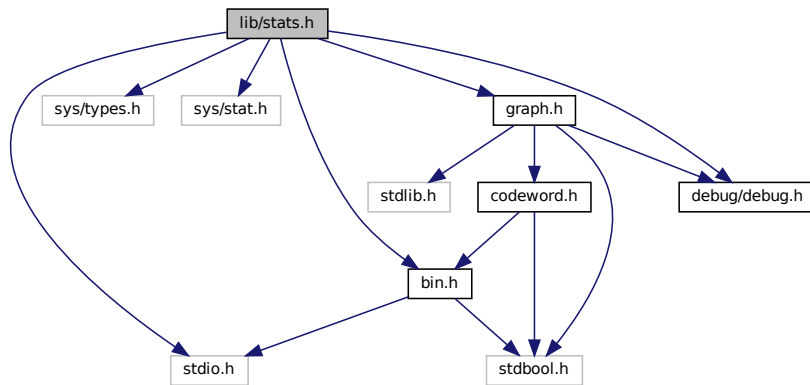 lib/stats.h
sys/types.h
sys/stat.h
graph.h
stdlib.h
codeword.h
debug/debug.h
bin.h
stdio.h
stdbool.h